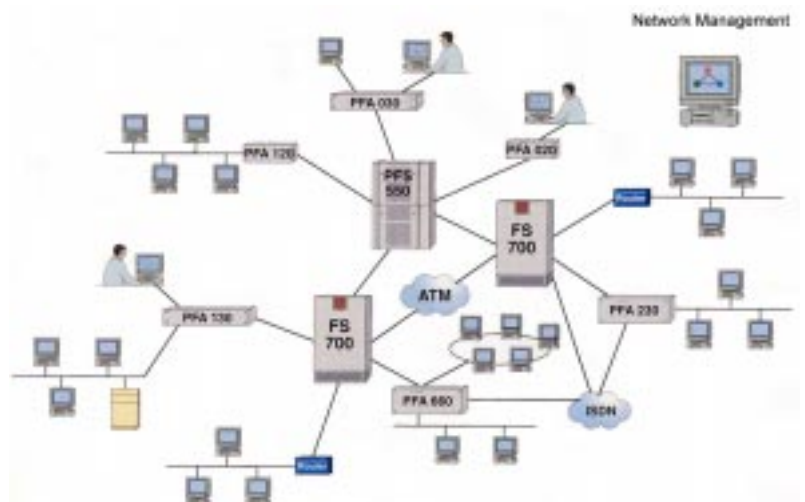 Network Management
PFA 030
PFA 120
PFA 020
PFS
550
Router
FS
700
ATM
PFA 130
FS
700
PFA 230
PFA 660
ISDN
Router